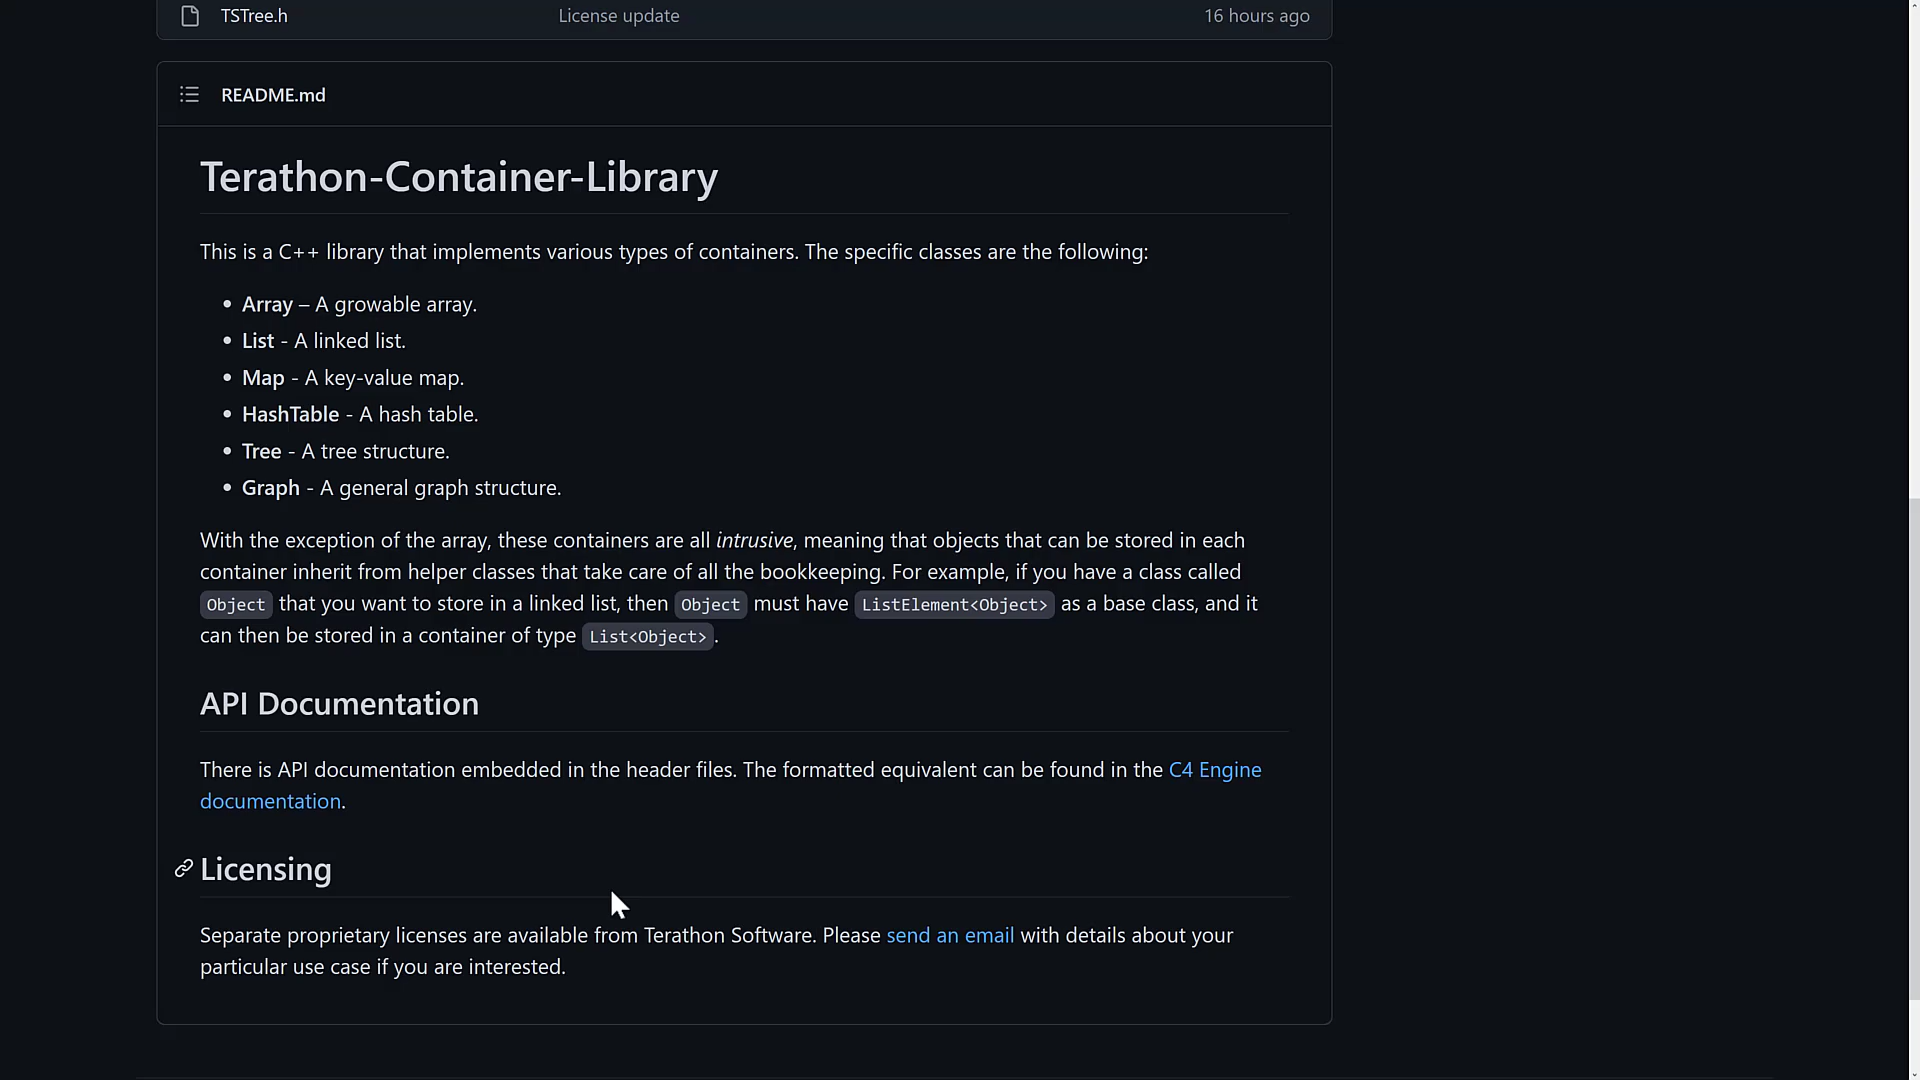 TSTree.h License update 16 hours ago
README.md
Terathon-Container-Library
This is a C++ library that implements various types of containers. The specific classes are the following:
• Array – A growable array.
• List - A linked list.
• Map - A key-value map.
• HashTable - A hash table.
• Tree - A tree structure.
• Graph - A general graph structure.
With the exception of the array, these containers are all intrusive, meaning that objects that can be stored in each
container inherit from helper classes that take care of all the bookkeeping. For example, if you have a class called
Object that you want to store in a linked list, then Object must have ListElement<Object> as a base class, and it
can then be stored in a container of type List<Object>.
API Documentation
There is API documentation embedded in the header files. The formatted equivalent can be found in the C4 Engine
documentation.
Licensing
Separate proprietary licenses are available from Terathon Software. Please send an email with details about your
particular use case if you are interested.